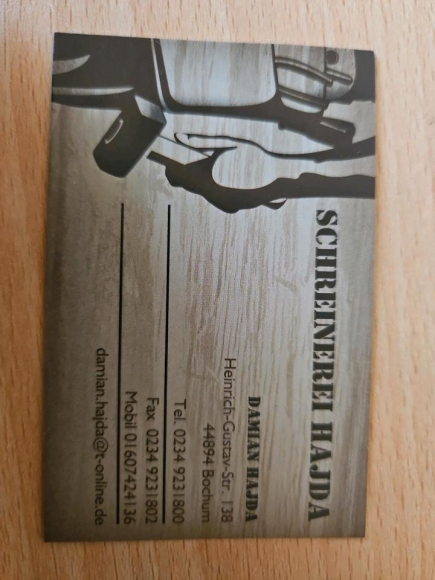 SCHREINEREI HAJDA
DAMIAN HAJDA
Heinrich-Gustav-Str. 138
44894 Bochum
Tel. 0234 9231800
Fax 0234 9231802
Mobil 01607424136
damian.hajda@t-online.de